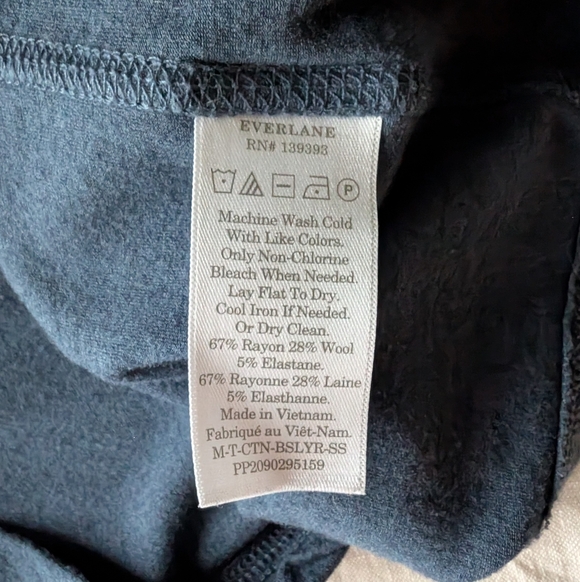 EVERLANE
RN# 139393
P
Machine Wash Cold
With Like Colors.
Only Non-Chlorine
Bleach When Needed.
Lay Flat To Dry.
Cool Iron If Needed.
Or Dry Clean.
67% Rayon 28% Wool
5% Elastane.
67% Rayonne 28% Laine
5% Elasthanne.
Made in Vietnam.
Fabriqué au Viêt-Nam.
M-T-CTN-BSLYR-SS
PP2090295159